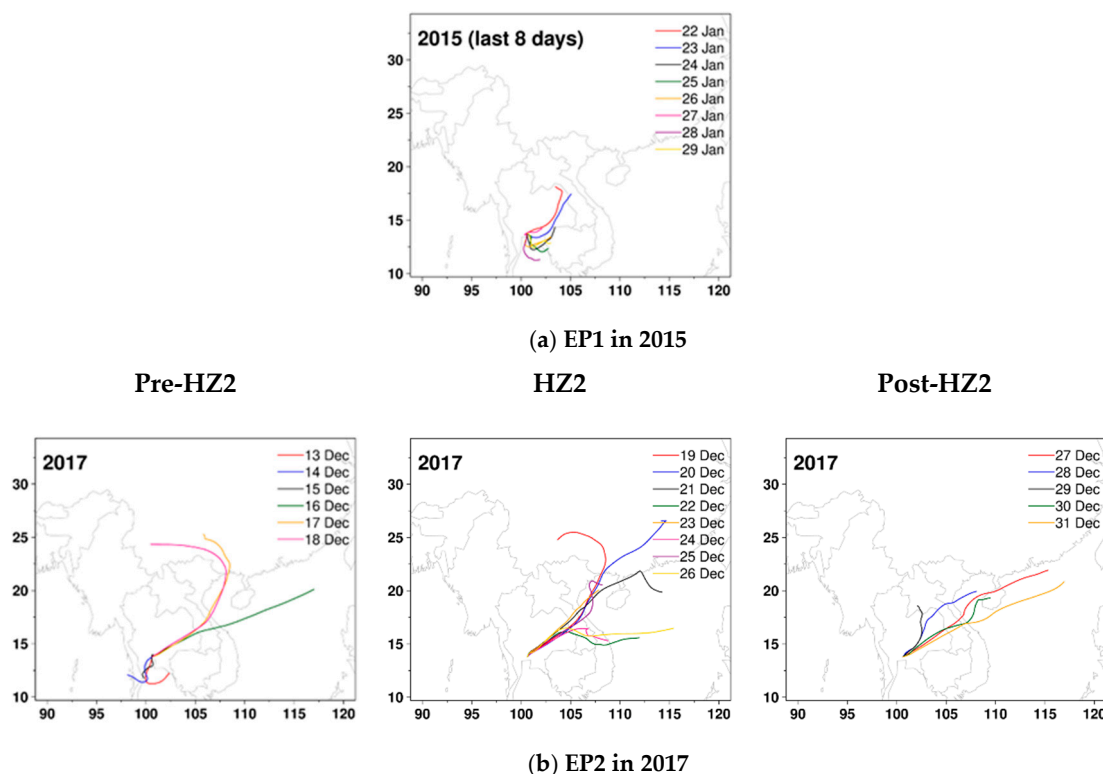 2015 (last 8 days)
22 Jan
23 Jan
24 Jan
25 Jan
26 Jan
27 Jan
28 Jan
29 Jan
30
25
20
15
10
90 95 100 105 110 115 120
(a) EP1 in 2015
Pre-HZ2 HZ2 Post-HZ2
2017
13 Dec
14 Dec
15 Dec
16 Dec
17 Dec
18 Dec
30
25
20
15
10
90 95 100 105 110 115 120
2017
19 Dec
20 Dec
21 Dec
22 Dec
23 Dec
24 Dec
25 Dec
26 Dec
30
25
20
15
10
90 95 100 105 110 115 120
2017
27 Dec
28 Dec
29 Dec
30 Dec
31 Dec
30
25
20
15
10
90 95 100 105 110 115 120
(b) EP2 in 2017